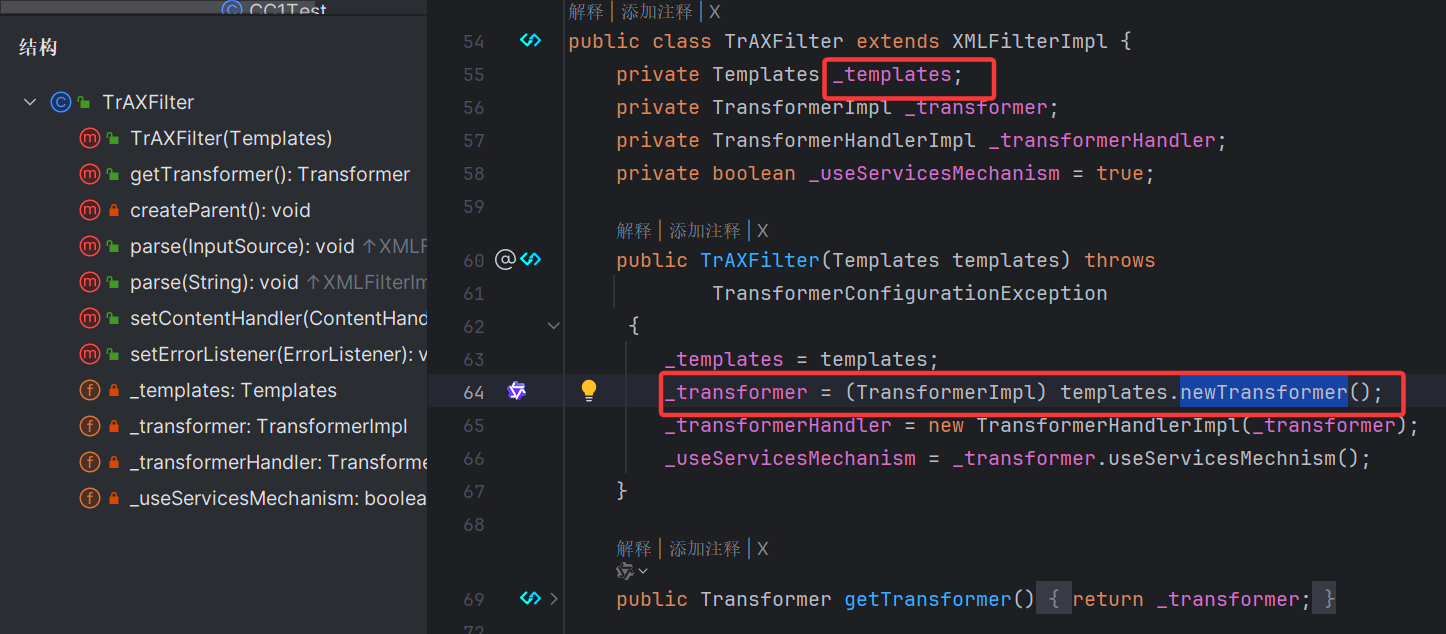 CC1Test
结构
TrAXFilter
TrAXFilter(Templates)
getTransformer(): Transformer
createParent(): void
parse(InputSource): void ↑XMLF
parse(String): void ↑XMLFilterIm
setContentHandler(ContentHand
setErrorListener(ErrorListener): v
_templates: Templates
_transformer: TransformerImpl
_transformerHandler: Transforme
_useServicesMechanism: boolea
解释 | 添加注释 | X
54 public class TrAXFilter extends XMLFilterImpl {
55 private Templates _templates;
56 private TransformerImpl _transformer;
57 private TransformerHandlerImpl _transformerHandler;
58 private boolean _useServicesMechanism = true;
59
解释 | 添加注释 | X
60 @ public TrAXFilter(Templates templates) throws
61 TransformerConfigurationException
62 {
63 _templates = templates;
64 _transformer = (TransformerImpl) templates.newTransformer();
65 _transformerHandler = new TransformerHandlerImpl(_transformer);
66 _useServicesMechanism = _transformer.useServicesMechnism();
67 }
68
解释 | 添加注释 | X
69 public Transformer getTransformer() { return _transformer; }
72